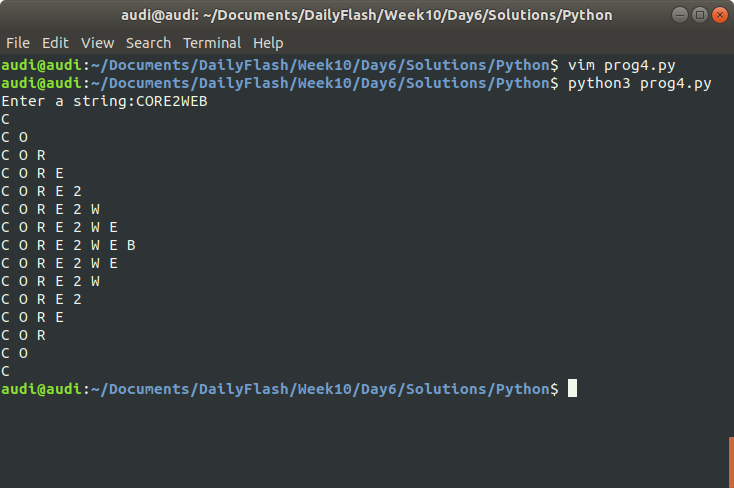 audi@audi: ~/Documents/DailyFlash/Week10/Day6/Solutions/Python
File Edit View Search Terminal Help
audi@audi:~/Documents/DailyFlash/Week10/Day6/Solutions/Python$ vim prog4.py
audi@audi:~/Documents/DailyFlash/Week10/Day6/Solutions/Python$ python3 prog4.py
Enter a string:CORE2WEB
C
C O
C O R
C O R E
C O R E 2
C O R E 2 W
C O R E 2 W E
C O R E 2 W E B
C O R E 2 W E
C O R E 2 W
C O R E 2
C O R E
C O R
C O
C
audi@audi:~/Documents/DailyFlash/Week10/Day6/Solutions/Python$